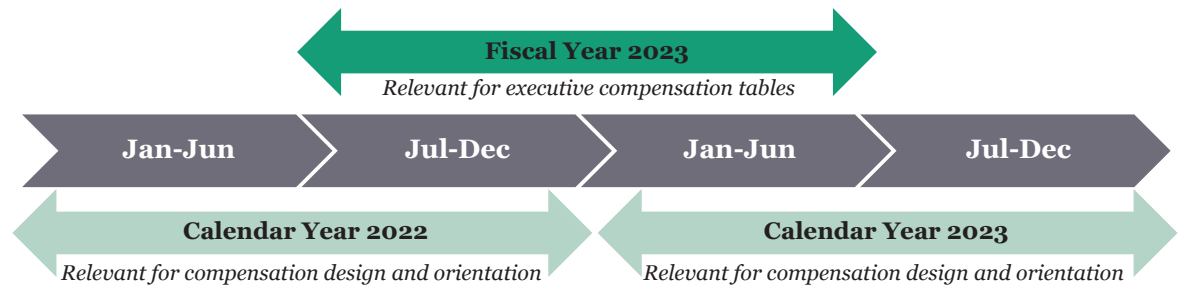 Fiscal Year 2023
Relevant for executive compensation tables
Jan-Jun
Jul-Dec
Jan-Jun
Jul-Dec
Calendar Year 2022
Calendar Year 2023
Relevant for compensation design and orientation
Relevant for compensation design and orientation